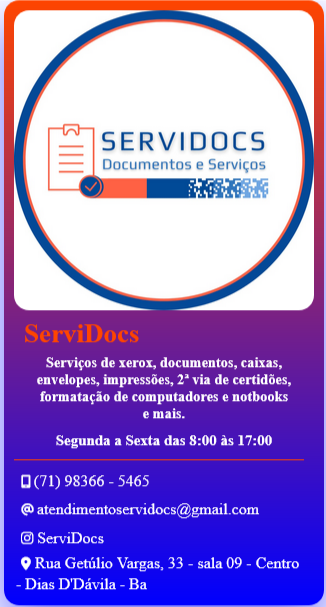 SERVIDOCS
Documentos e Serviços
ServiDocs
Serviços de xerox, documentos, caixas,
envelopes, impressões, 2ª via de certidões,
formatação de computadores e notbooks
e mais.
Segunda a Sexta das 8:00 às 17:00
(71) 98366 - 5465
@ atendimentoservidocs@gmail.com
ServiDocs
Rua Getúlio Vargas, 33 - sala 09 - Centro
- Dias D'Dávila - Ba